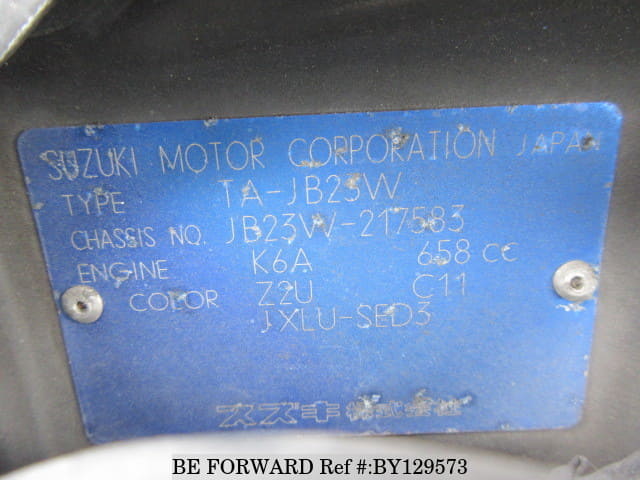 SUZUKI MOTOR CORPORATION JAPAN
TYPE TA-JB23W
CHASSIS NO. JB23W-217583
ENGINE K6A 658 cc
COLOR Z2U C11
JXLU-SED3
スズキ株式会社
BE FORWARD Ref #:BY129573